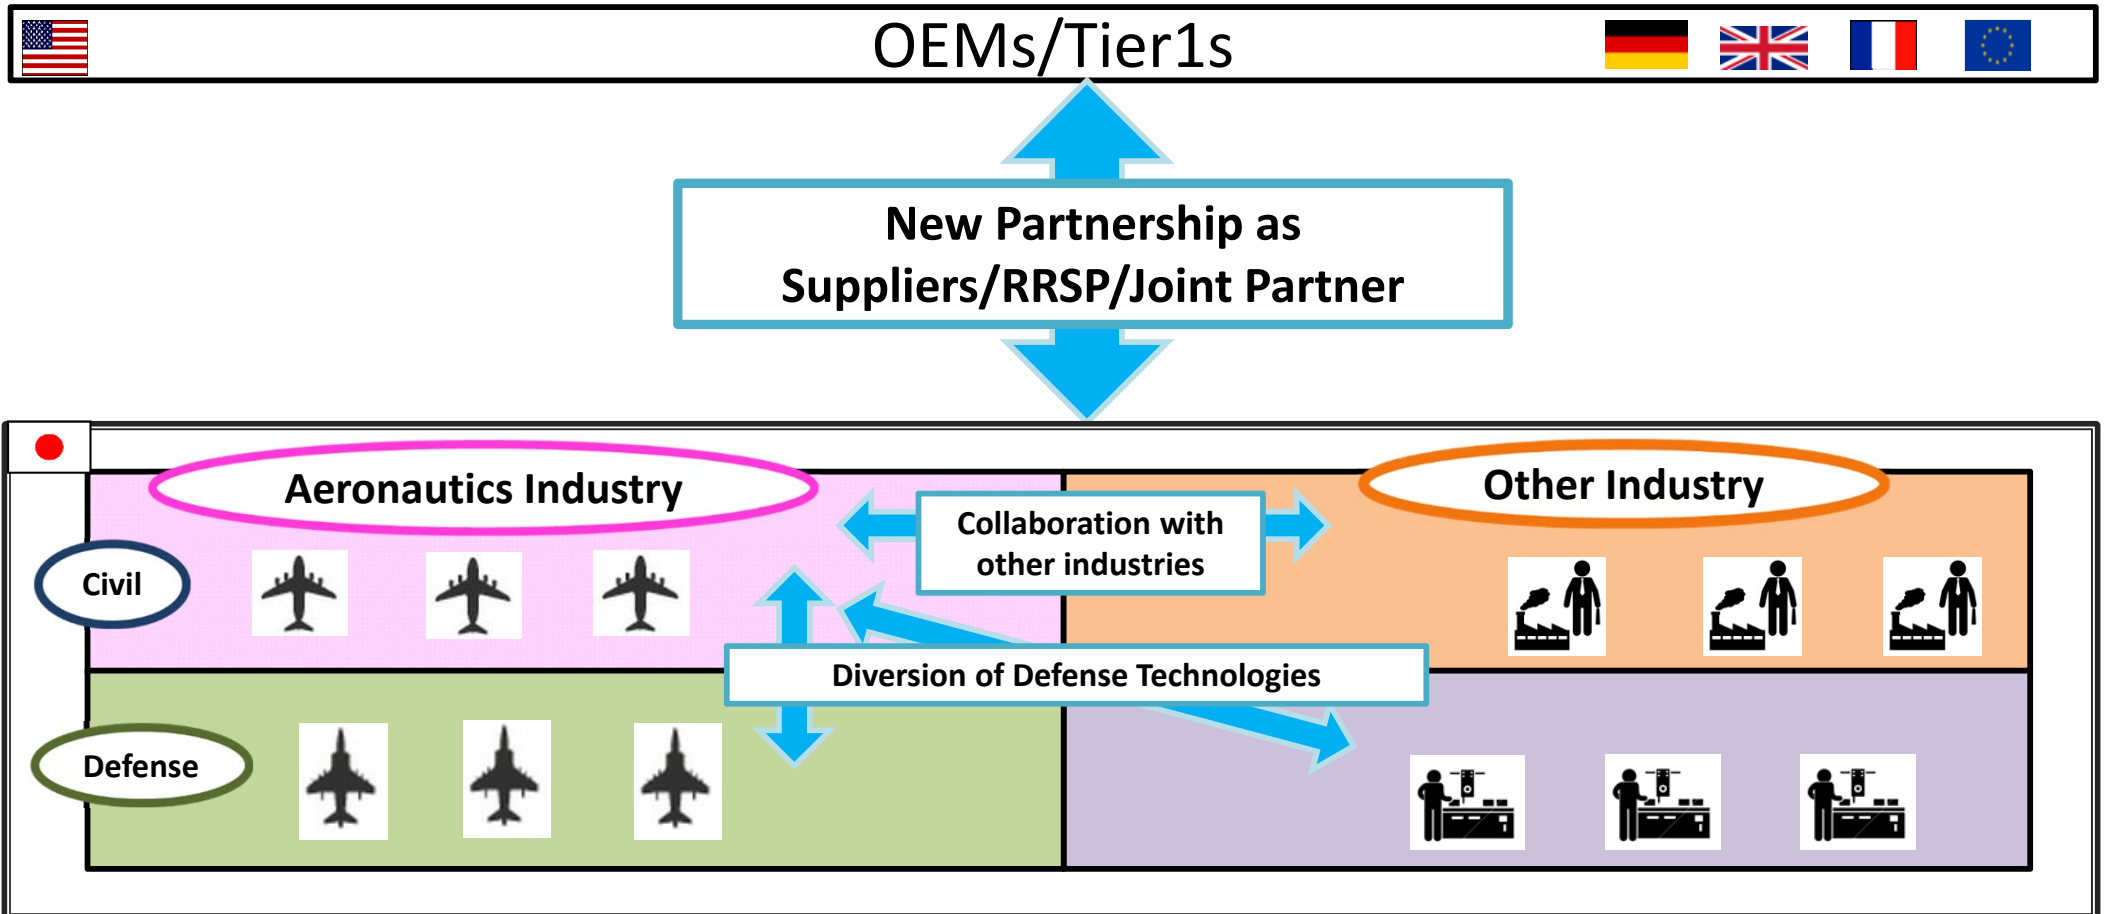 OEMs/Tier1s
New Partnership as
Suppliers/RRSP/Joint Partner
Aeronautics Industry
Other Industry
Collaboration with
other industries
Civil
Diversion of Defense Technologies
Defense